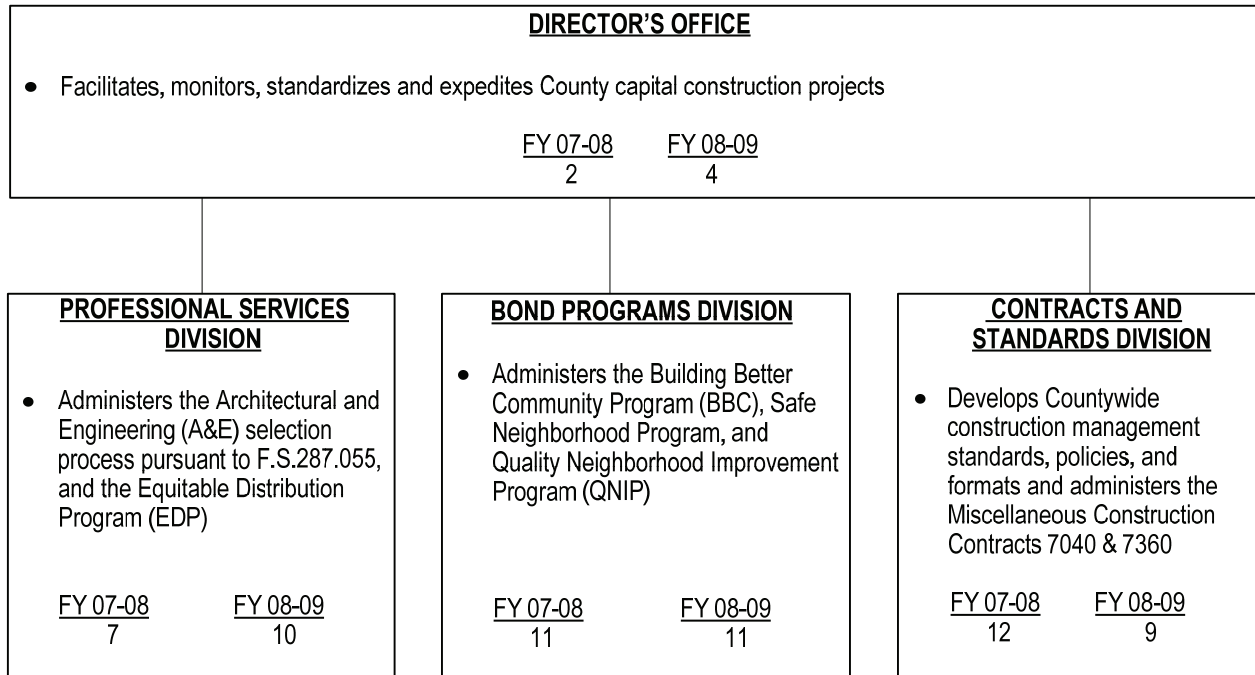 DIRECTOR'S OFFICE
● Facilitates, monitors, standardizes and expedites County capital construction projects
FY 07-08 FY 08-09
2 4
PROFESSIONAL SERVICES
DIVISION
● Administers the Architectural and
Engineering (A&E) selection
process pursuant to F.S.287.055,
and the Equitable Distribution
Program (EDP)
FY 07-08 FY 08-09
7 10
BOND PROGRAMS DIVISION
● Administers the Building Better
Community Program (BBC), Safe
Neighborhood Program, and
Quality Neighborhood Improvement
Program (QNIP)
FY 07-08 FY 08-09
11 11
CONTRACTS AND
STANDARDS DIVISION
● Develops Countywide
construction management
standards, policies, and
formats and administers the
Miscellaneous Construction
Contracts 7040 & 7360
FY 07-08 FY 08-09
12 9